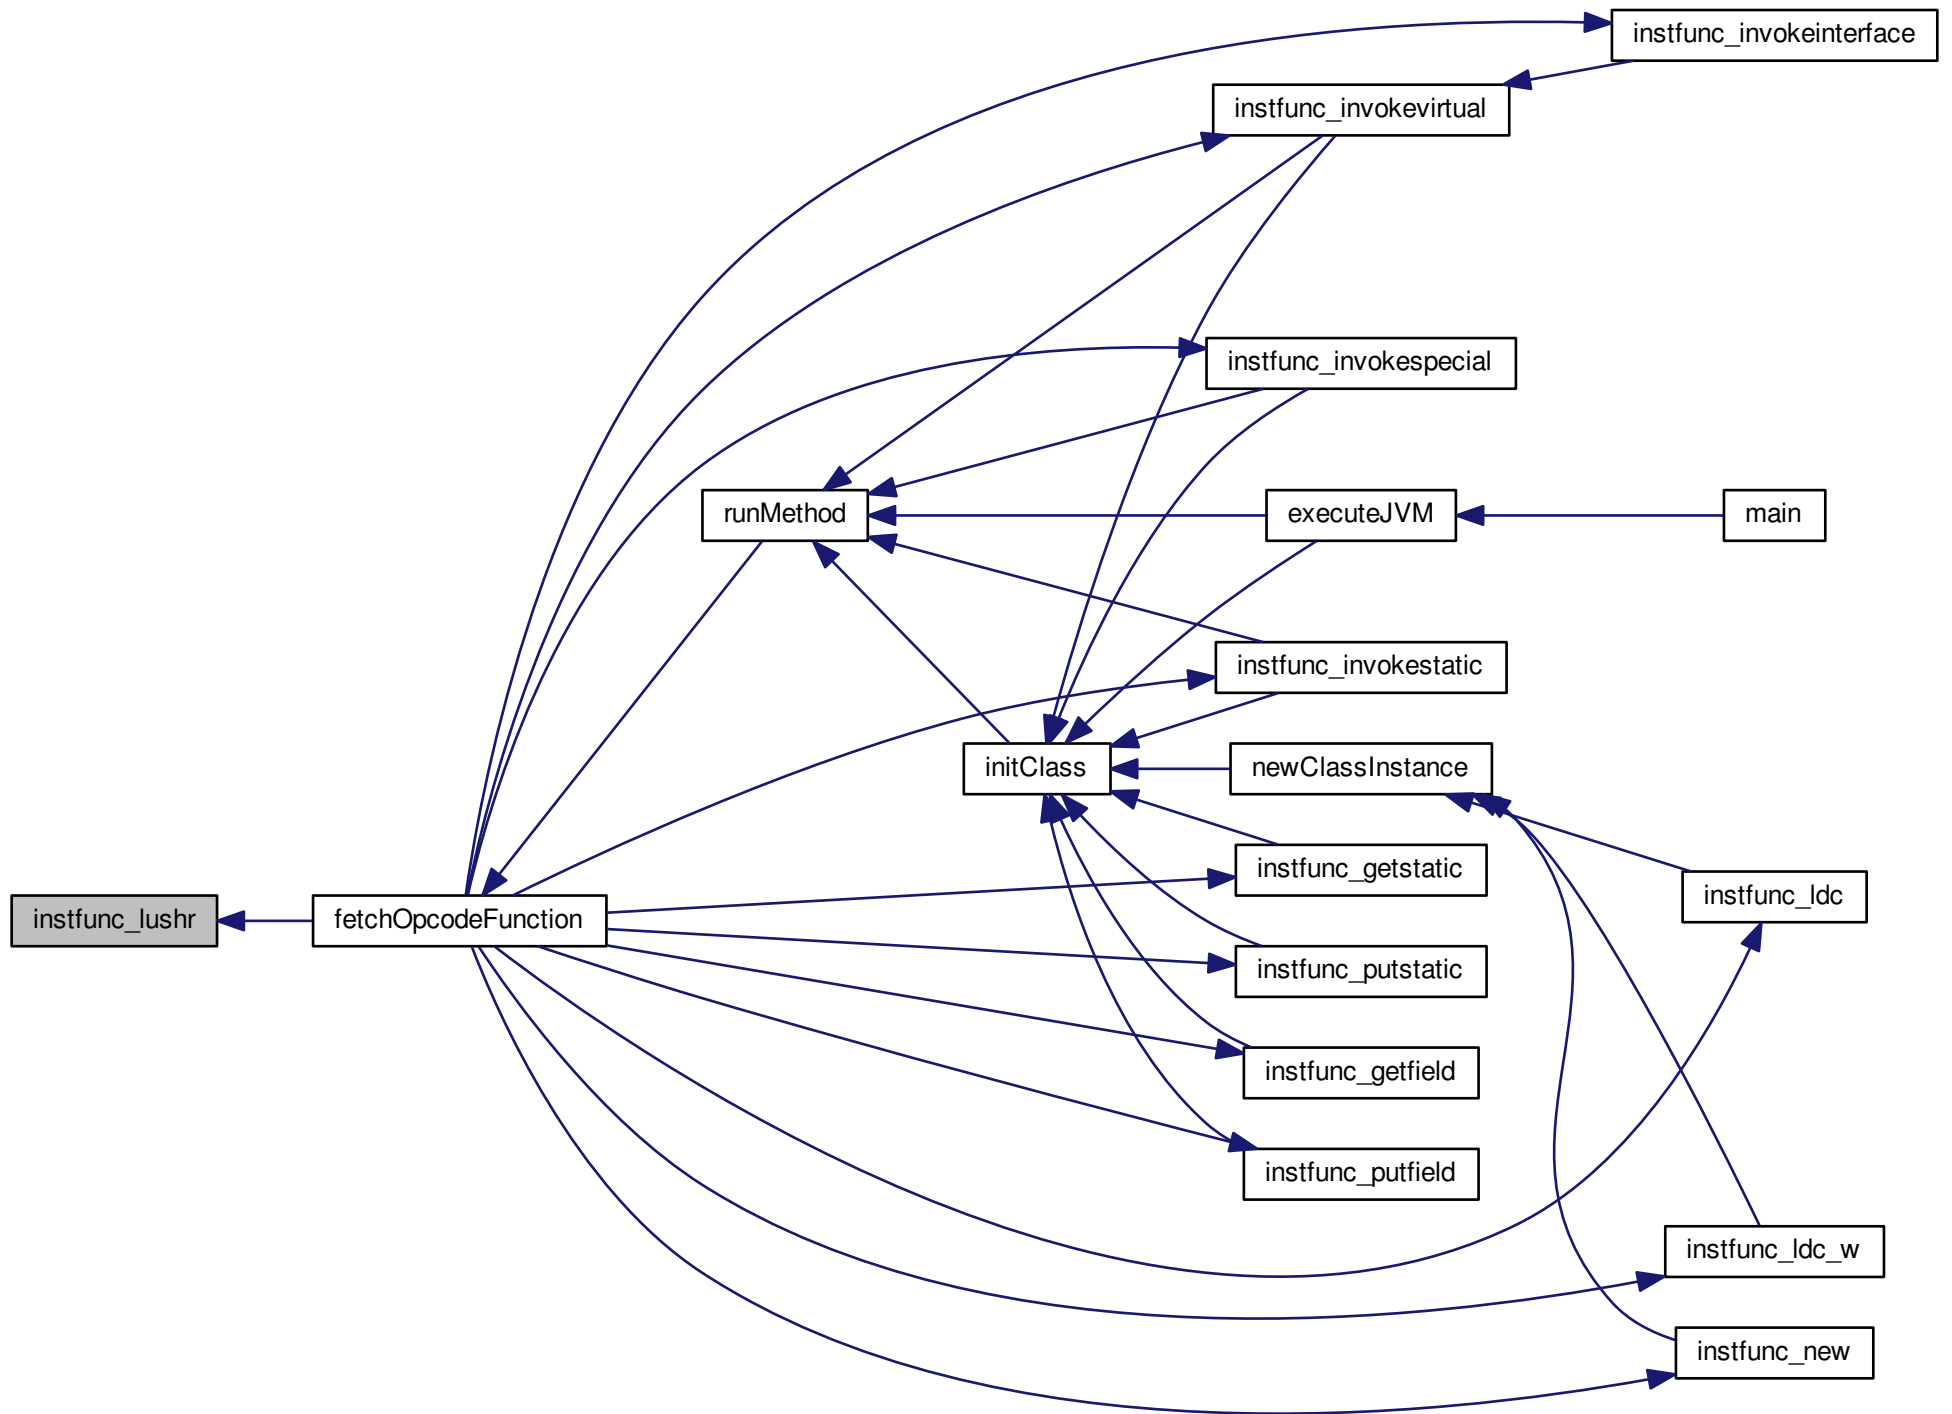 instfunc_invokeinterface
instfunc_invokevirtual
instfunc_invokespecial
runMethod
executeJVM
main
instfunc_invokestatic
initClass
newClassInstance
instfunc_getstatic
instfunc_ldc
instfunc_lushr
fetchOpcodeFunction
instfunc_putstatic
instfunc_getfield
instfunc_putfield
instfunc_ldc_w
instfunc_new